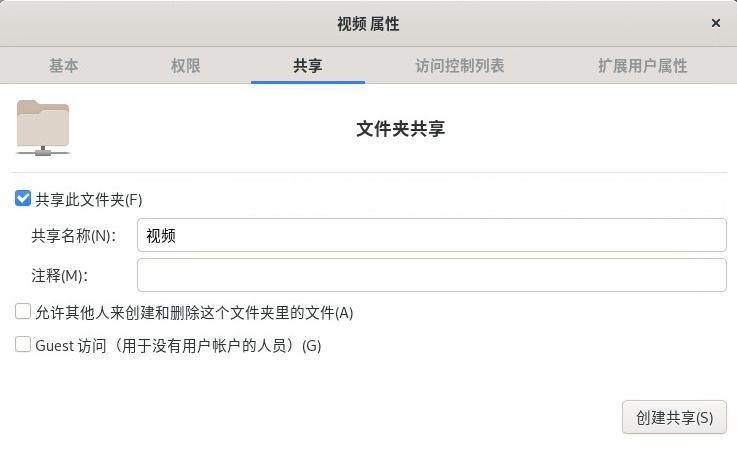 视频 属性
基本 权限 共享 访问控制列表 扩展用户属性
文件夹共享
共享此文件夹(F)
共享名称(N)： 视频
注释(M)：
允许其他人来创建和删除这个文件夹里的文件(A)
Guest 访问（用于没有用户帐户的人员）(G)
创建共享(S)